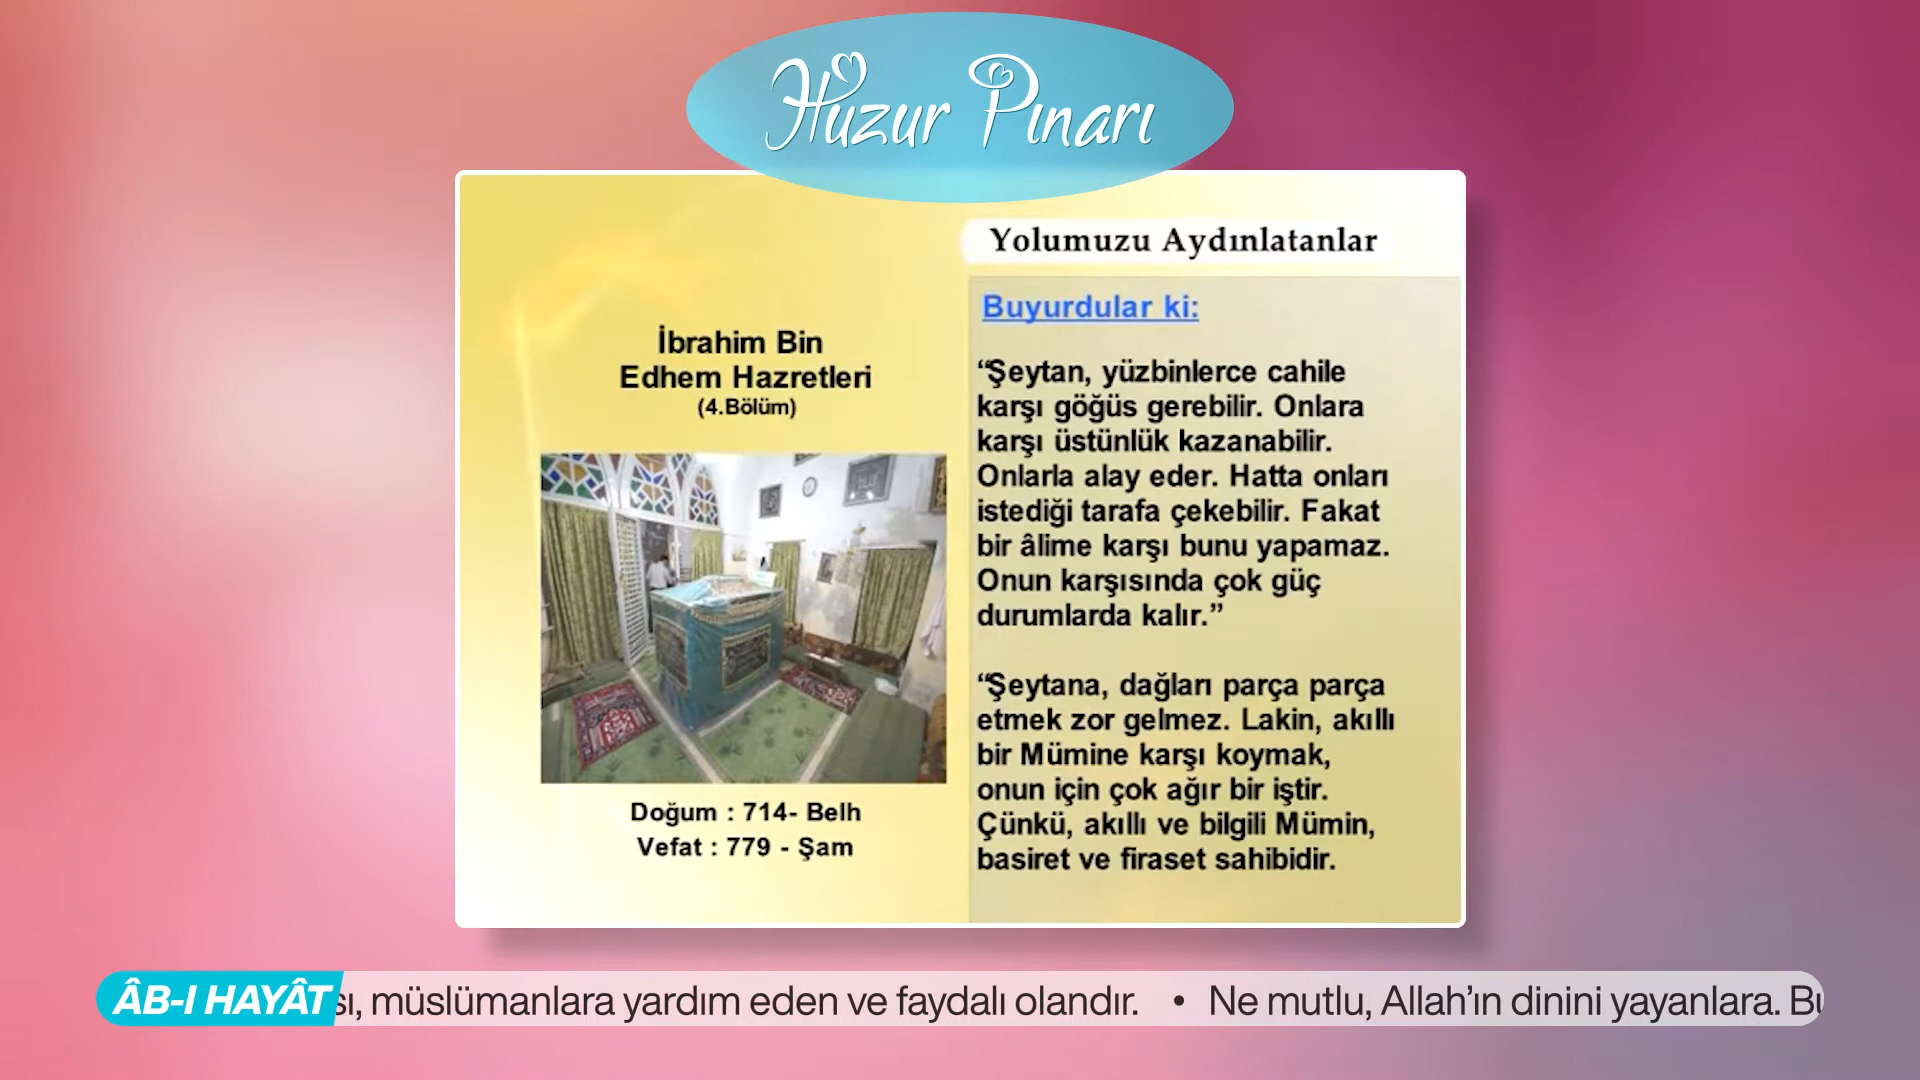 Huzur Pınarı
Yolumuzu Aydınlatanlar
İbrahim Bin
Edhem Hazretleri
(4.Bölüm)
Doğum : 714- Belh
Vefat : 779 - Şam
Buyurdular ki:
“Şeytan, yüzbinlerce cahile
karşı göğüs gerebilir. Onlara
karşı üstünlük kazanabilir.
Onlarla alay eder. Hatta onları
istediği tarafa çekebilir. Fakat
bir âlime karşı bunu yapamaz.
Onun karşısında çok güç
durumlarda kalır.”
“Şeytana, dağları parça parça
etmek zor gelmez. Lakin, akıllı
bir Mümine karşı koymak,
onun için çok ağır bir iştir.
Çünkü, akıllı ve bilgili Mümin,
basiret ve firaset sahibidir.
ÂB-I HAYÂT
, müslümanlara yardım eden ve faydalı olandır. • Ne mutlu, Allah’ın dinini yayanlara.